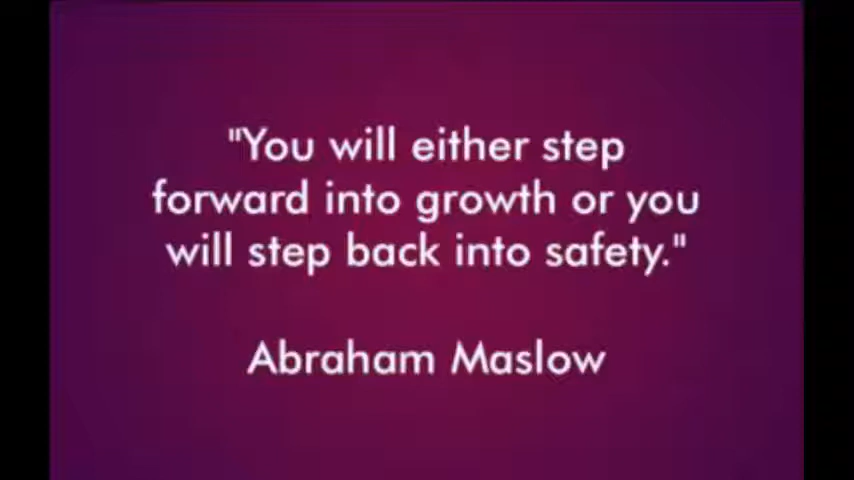 "You will either step
forward into growth or you
will step back into safety."
Abraham Maslow